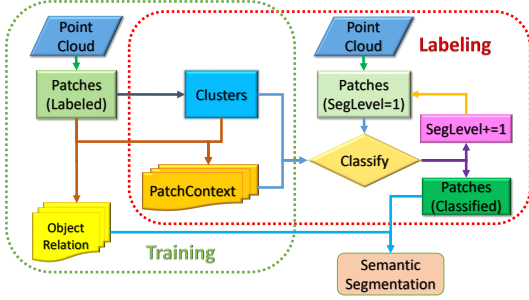 Point
Cloud
Patches
(Labeled)
Clusters
PatchContext
Object
Relation
Training
Labeling
Point
Cloud
Patches
(SegLevel=1)
SegLevel+=1
Classify
Patches
(Classified)
Semantic
Segmentation